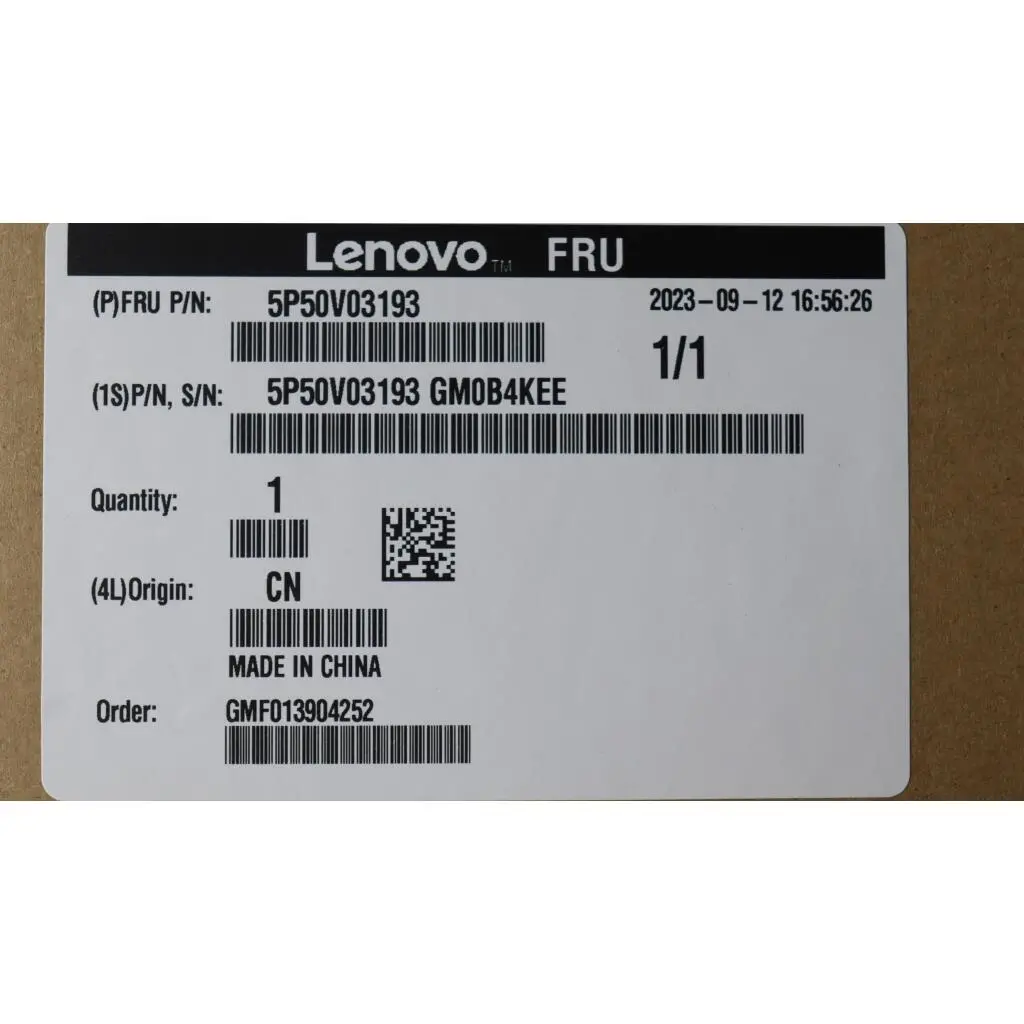 Lenovo™ FRU
(P)FRU P/N: 5P50V03193 2023-09-12 16:56:26
1/1
(1S)P/N, S/N: 5P50V03193 GM0B4KEE
Quantity: 1
(4L)Origin: CN
MADE IN CHINA
Order: GMF013904252